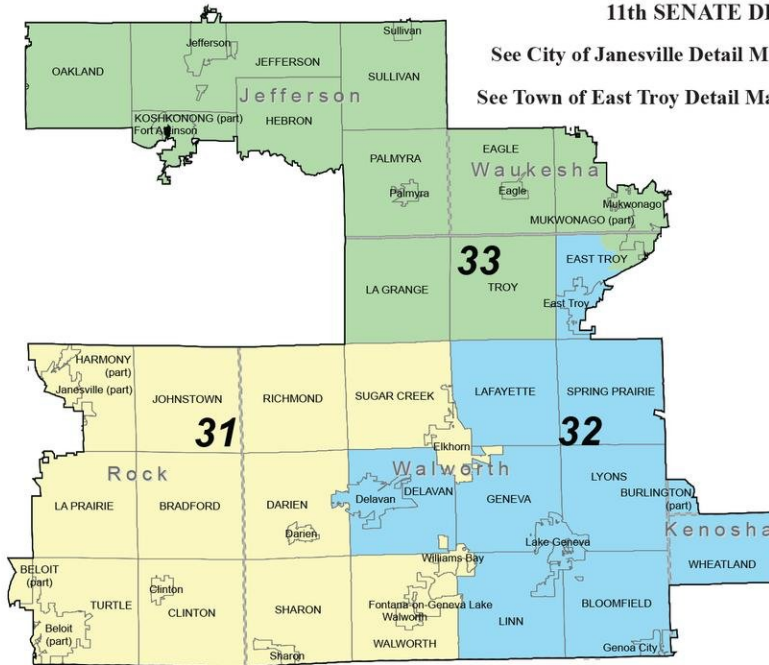 11th SENATE DI
See City of Janesville Detail M
See Town of East Troy Detail Ma
Sullivan
Jefferson
OAKLAND
JEFFERSON
SULLIVAN
Jefferson
KOSHKONONG (part)
Fort Atkinson
HEBRON
PALMYRA
EAGLE
Waukesha
Palmyra
Eagle
Mukwonago
MUKWONAGO (part)
33
EAST TROY
LA GRANGE
TROY
East Troy
HARMONY
(part)
Janesville (part)
JOHNSTOWN
RICHMOND
SUGAR CREEK
LAFAYETTE
SPRING PRAIRIE
31
32
Elkhorn
Rock
Walworth
LYONS
LA PRAIRIE
BRADFORD
DARIEN
Delavan
DELAVAN
GENEVA
BURLINGTON
(part)
Darien
Lake Geneva
Kenosha
BELOIT
(part)
Williams Bay
WHEATLAND
Clinton
TURTLE
CLINTON
SHARON
Fontana-on-Geneva Lake
Walworth
BLOOMFIELD
Beloit
(part)
LINN
WALWORTH
Genoa City
Sharon